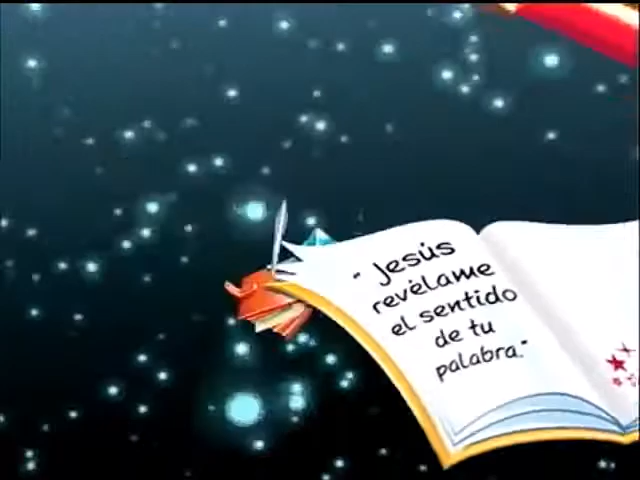 "Jesús
revélame
el sentido
de tu
palabra."